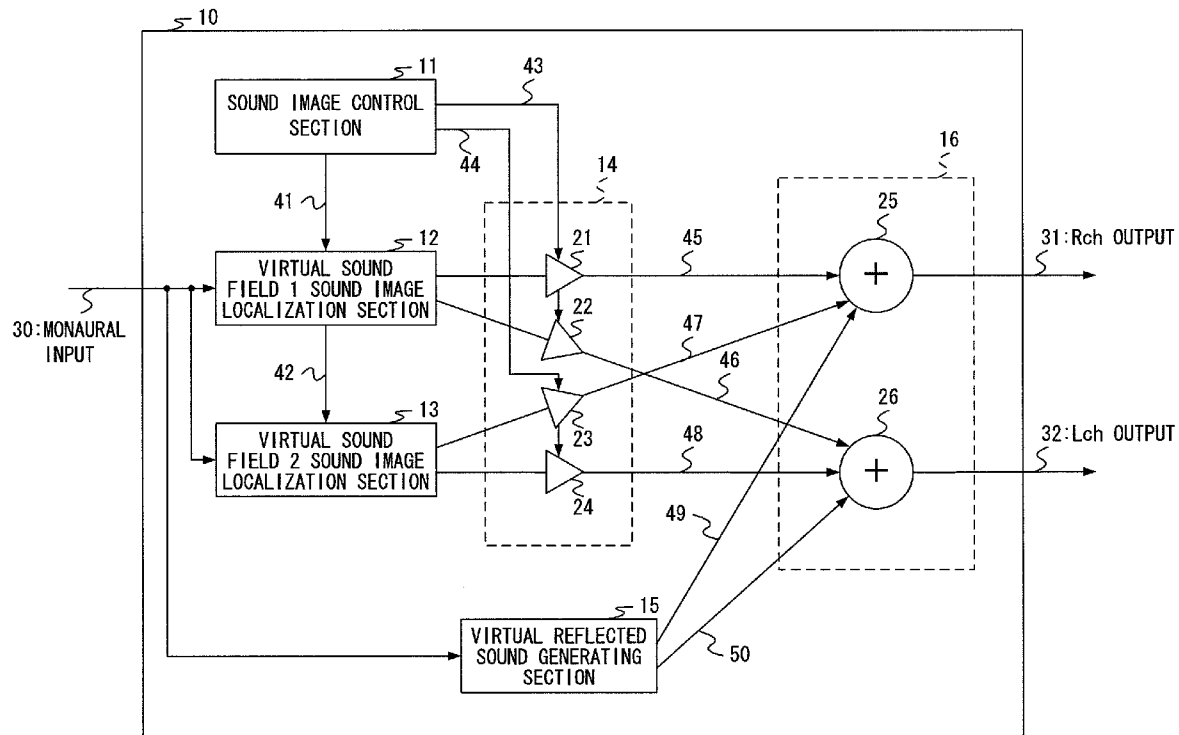 10
11
43
SOUND IMAGE CONTROL
SECTION
44
14
16
41
12
21
45
25
31:Rch OUTPUT
VIRTUAL SOUND
FIELD 1 SOUND IMAGE
LOCALIZATION SECTION
+
30:MONAURAL
INPUT
22
47
42
46
13
23
48
26
32:Lch OUTPUT
VIRTUAL SOUND
FIELD 2 SOUND IMAGE
LOCALIZATION SECTION
+
24
49
15
VIRTUAL REFLECTED
SOUND GENERATING
SECTION
50